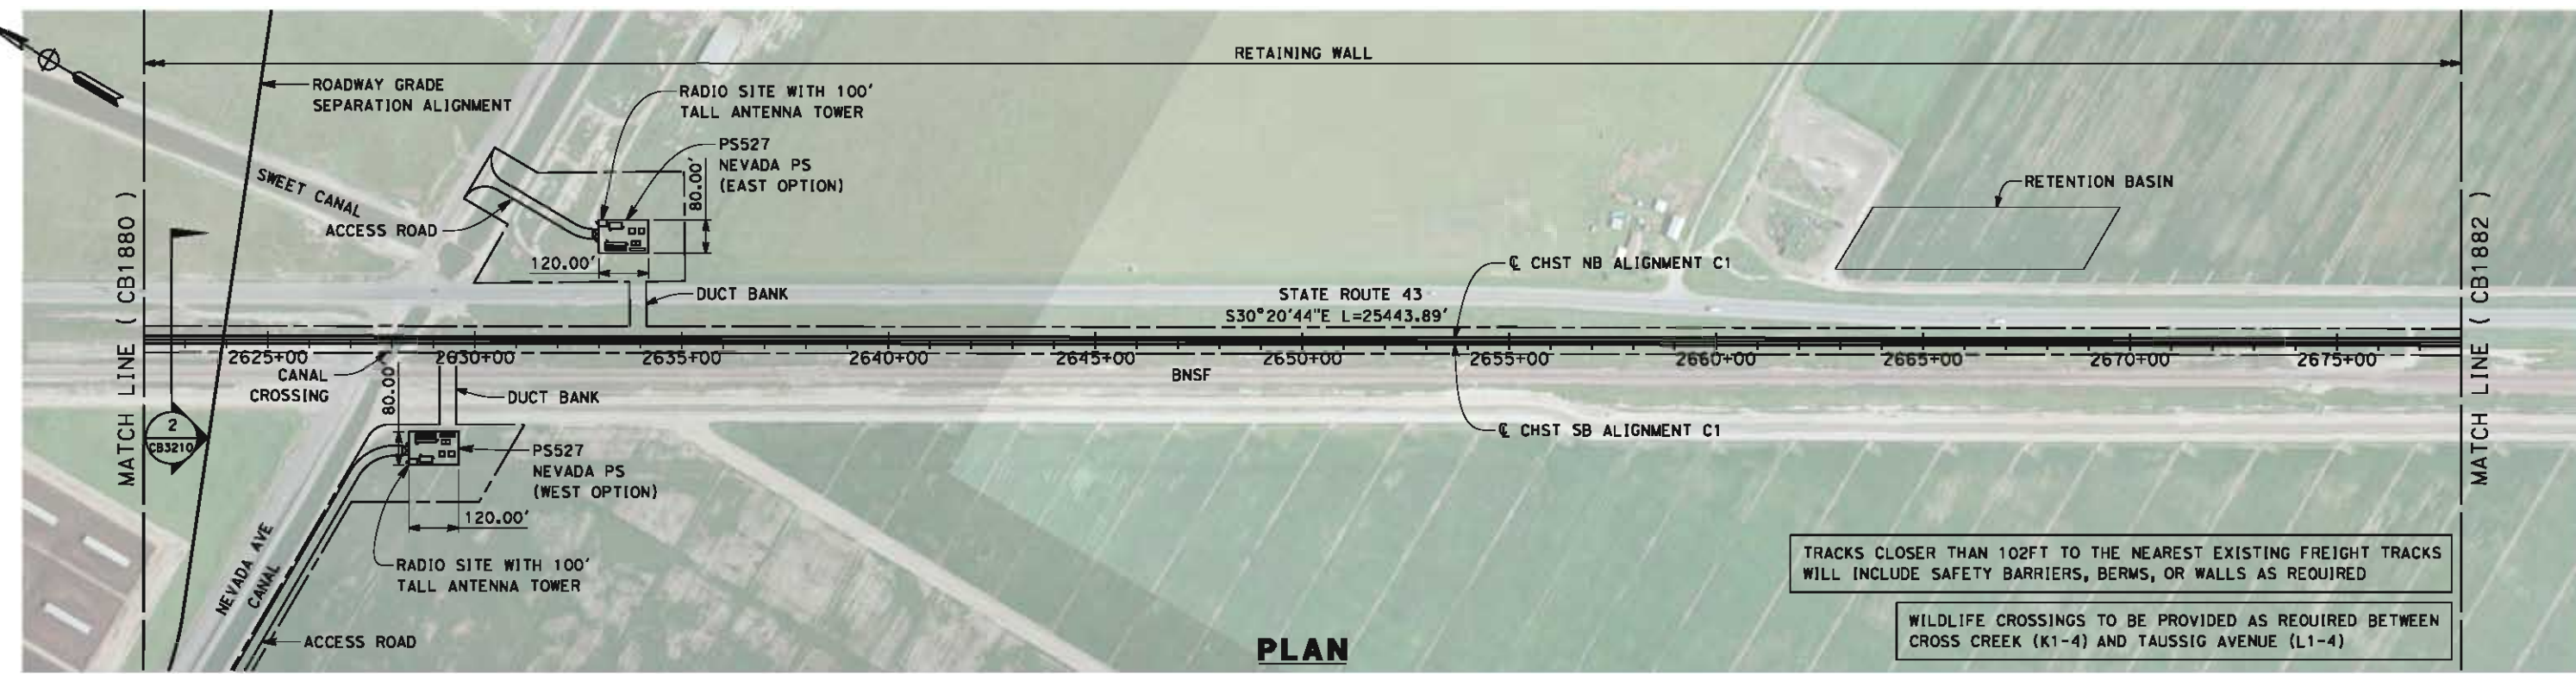 RETAINING WALL
ROADWAY GRADE
SEPARATION ALIGNMENT
RADIO SITE WITH 100'
TALL ANTENNA TOWER
PS527
NEVADA PS
(EAST OPTION)
80.00'
SWEET CANAL
ACCESS ROAD
120.00'
DUCT BANK
RETENTION BASIN
℄ CHST NB ALIGNMENT C1
STATE ROUTE 43
S30°20'44"E L=25443.89'
MATCH LINE ( CB1880 )
MATCH LINE ( CB1882 )
2625+00
2630+00
2635+00
2640+00
2645+00
2650+00
2655+00
2660+00
2665+00
2670+00
2675+00
CANAL
CROSSING
BNSF
80.00'
DUCT BANK
2
CB3210
℄ CHST SB ALIGNMENT C1
PS527
NEVADA PS
(WEST OPTION)
120.00'
RADIO SITE WITH 100'
TALL ANTENNA TOWER
NEVADA AVE
CANAL
ACCESS ROAD
TRACKS CLOSER THAN 102FT TO THE NEAREST EXISTING FREIGHT TRACKS
WILL INCLUDE SAFETY BARRIERS, BERMS, OR WALLS AS REQUIRED
WILDLIFE CROSSINGS TO BE PROVIDED AS REQUIRED BETWEEN
CROSS CREEK (K1-4) AND TAUSSIG AVENUE (L1-4)
PLAN